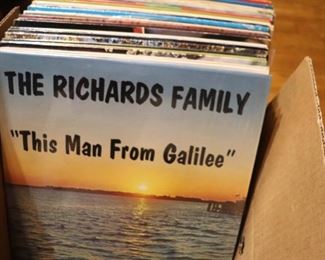 THE RICHARDS FAMILY
"This Man From Galilee"